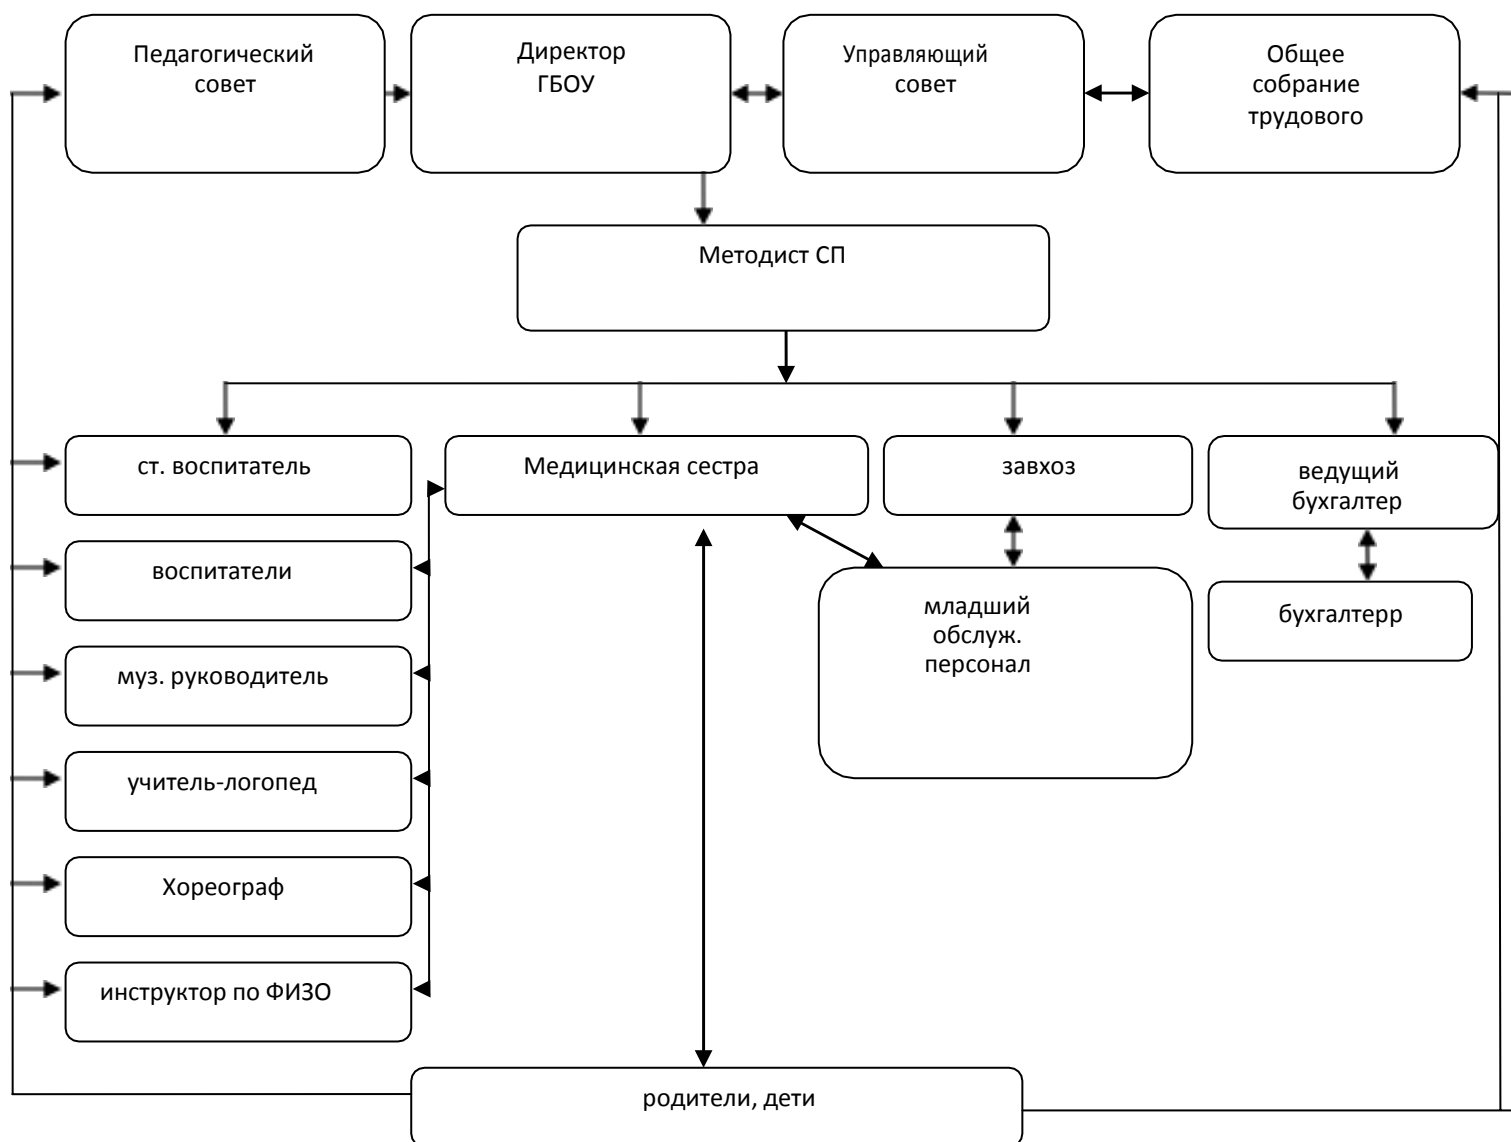 Педагогический
совет
Директор
ГБОУ
Управляющий
совет
Общее
собрание
трудового
Методист СП
ст. воспитатель
Медицинская сестра
завхоз
ведущий
бухгалтер
воспитатели
младший
обслуж.
персонал
бухгалтерр
муз. руководитель
учитель-логопед
Хореограф
инструктор по ФИЗО
родители, дети